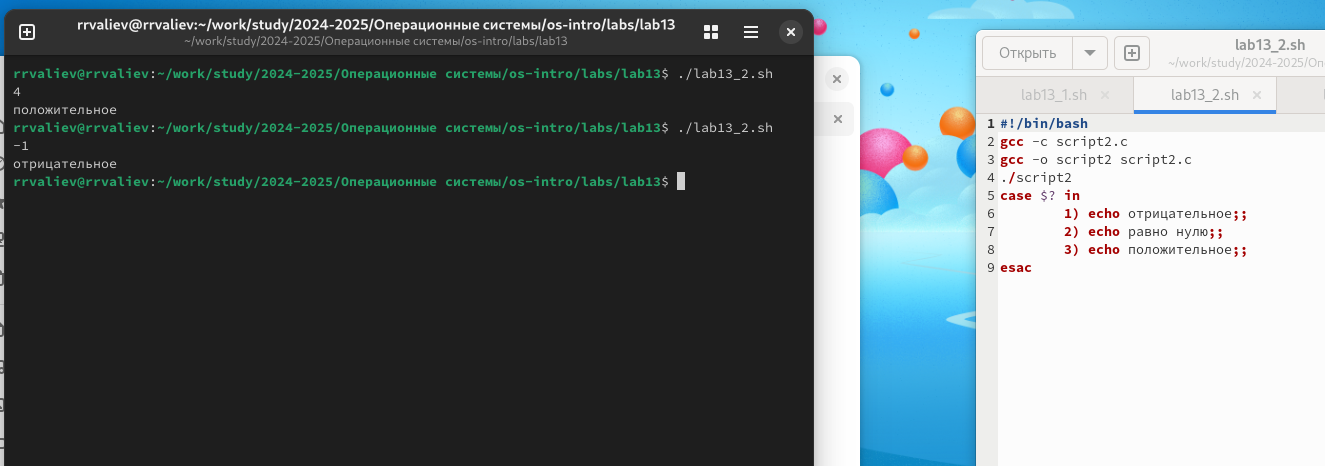 rrvaliev@rrvaliev:~/work/study/2024-2025/Операционные системы/os-intro/labs/lab13
~/work/study/2024-2025/Операционные системы/os-intro/labs/lab13
rrvaliev@rrvaliev:~/work/study/2024-2025/Операционные системы/os-intro/labs/lab13$ ./lab13_2.sh
4
положительное
rrvaliev@rrvaliev:~/work/study/2024-2025/Операционные системы/os-intro/labs/lab13$ ./lab13_2.sh
-1
отрицательное
rrvaliev@rrvaliev:~/work/study/2024-2025/Операционные системы/os-intro/labs/lab13$
Открыть
lab13_2.sh
~/work/study/2024-2025/Оп
lab13_1.sh
lab13_2.sh
1 #!/bin/bash
2 gcc -c script2.c
3 gcc -o script2 script2.c
4 ./script2
5 case $? in
6 1) echo отрицательное;;
7 2) echo равно нулю;;
8 3) echo положительное;;
9 esac